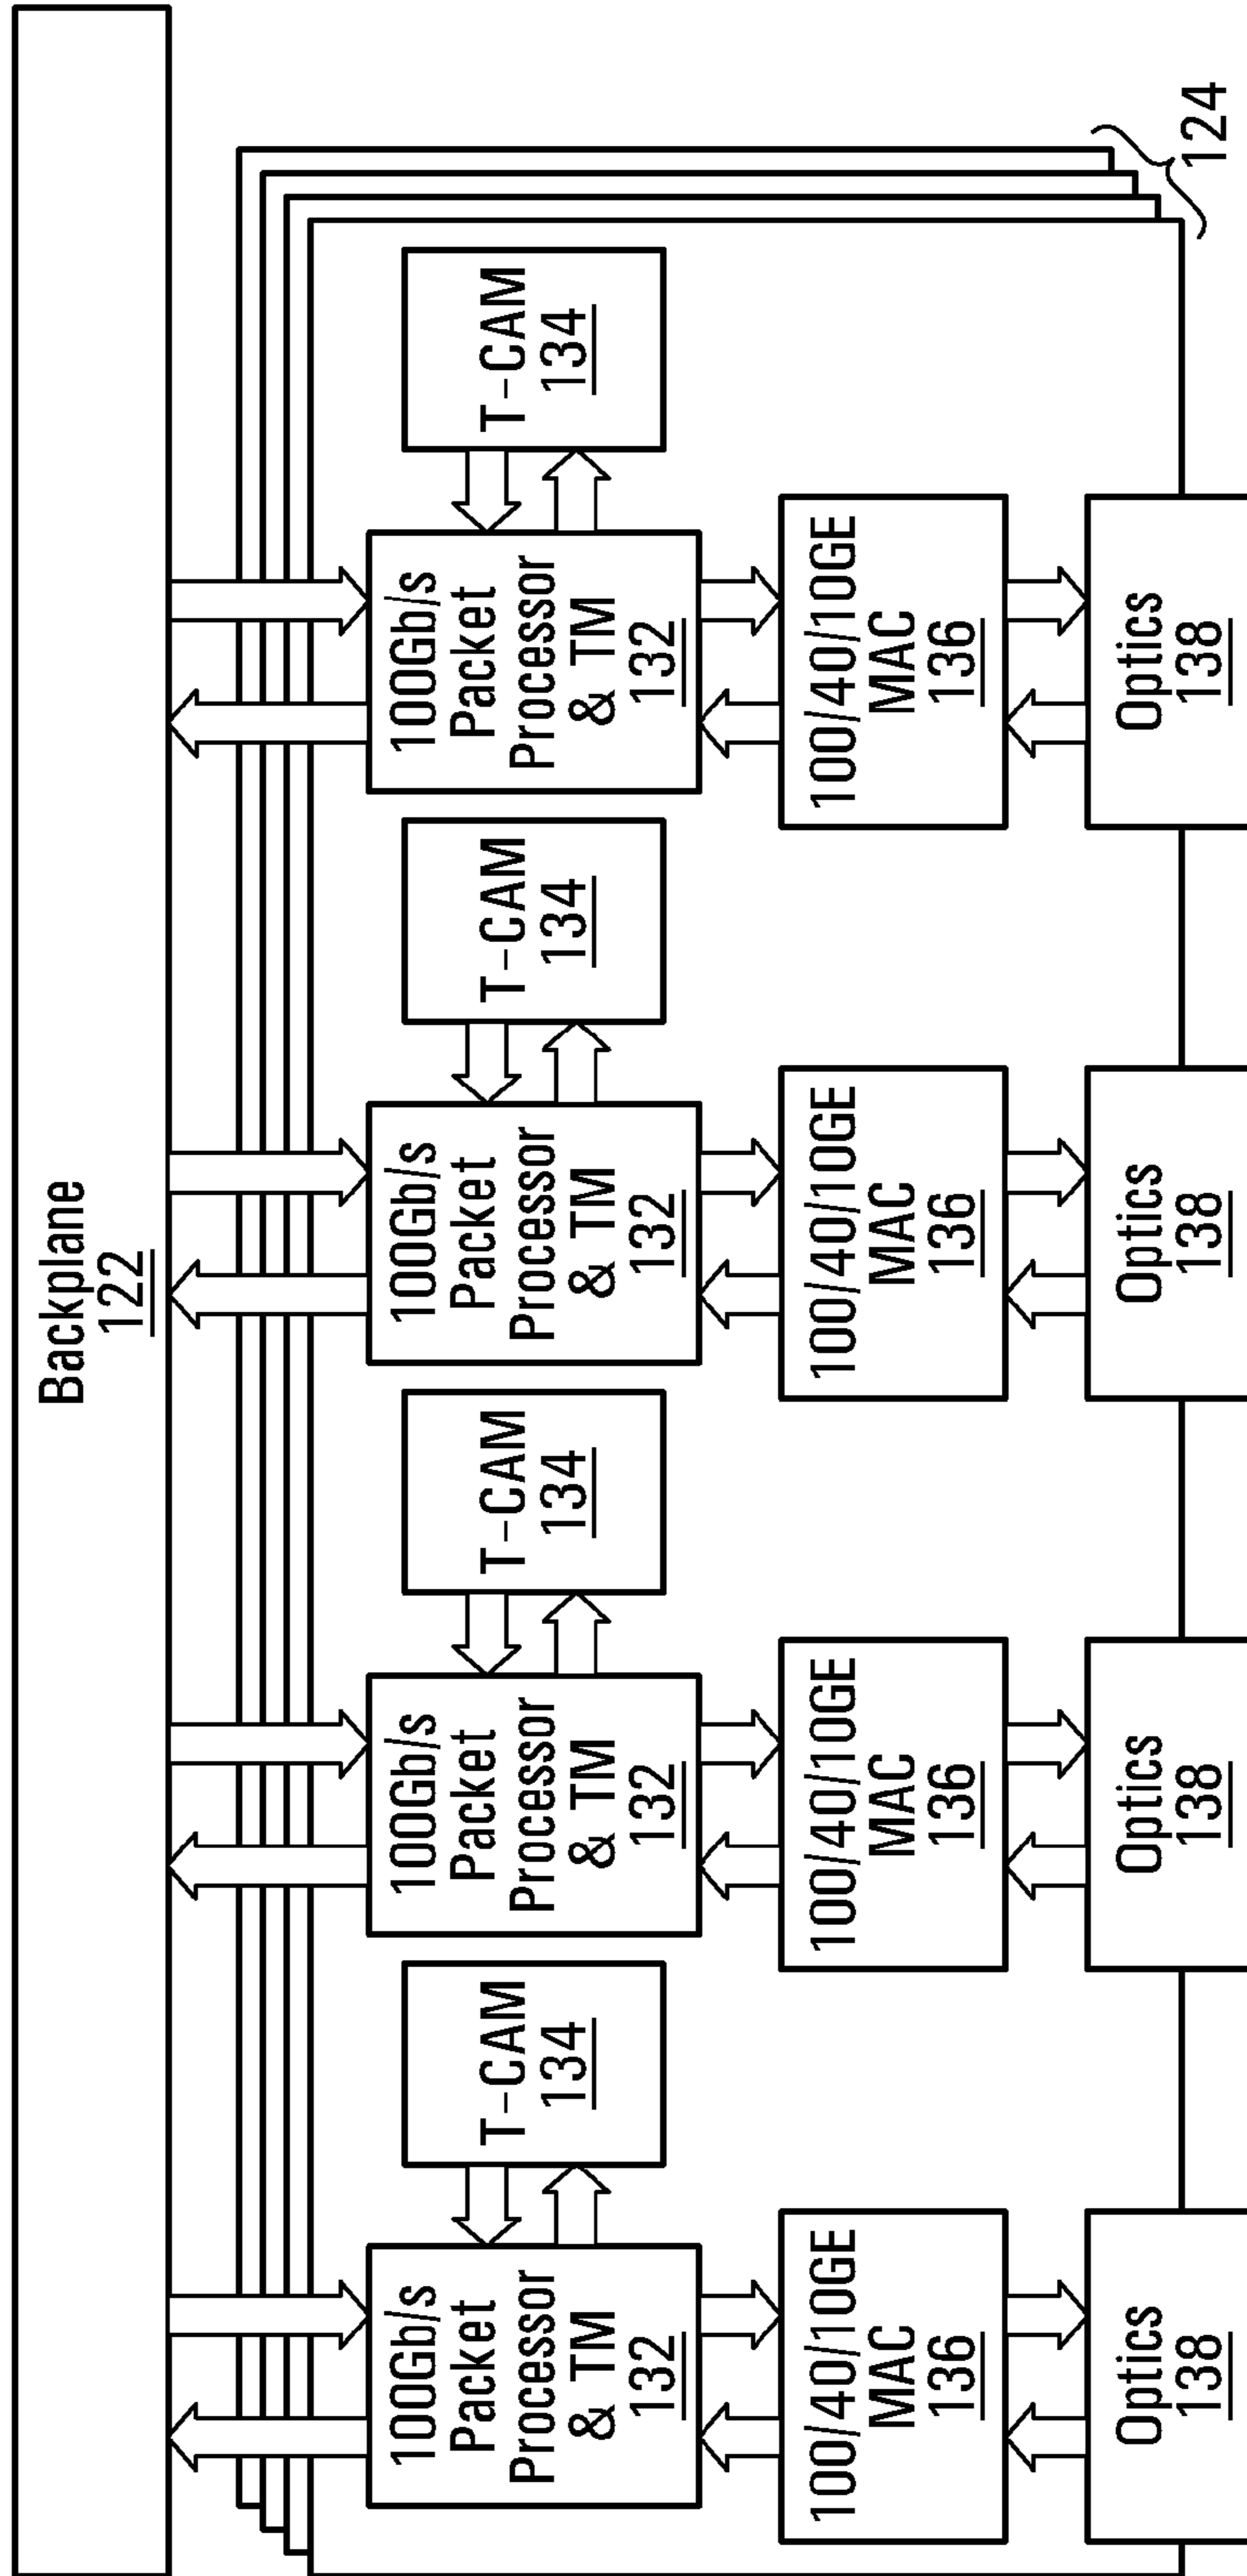 Backplane
122
100Gb/s
Packet
Processor
& TM
132
T-CAM
134
100Gb/s
Packet
Processor
& TM
132
T-CAM
134
100Gb/s
Packet
Processor
& TM
132
T-CAM
134
100Gb/s
Packet
Processor
& TM
132
T-CAM
134
100/40/10GE
MAC
136
100/40/10GE
MAC
136
100/40/10GE
MAC
136
100/40/10GE
MAC
136
Optics
138
Optics
138
Optics
138
Optics
138
124